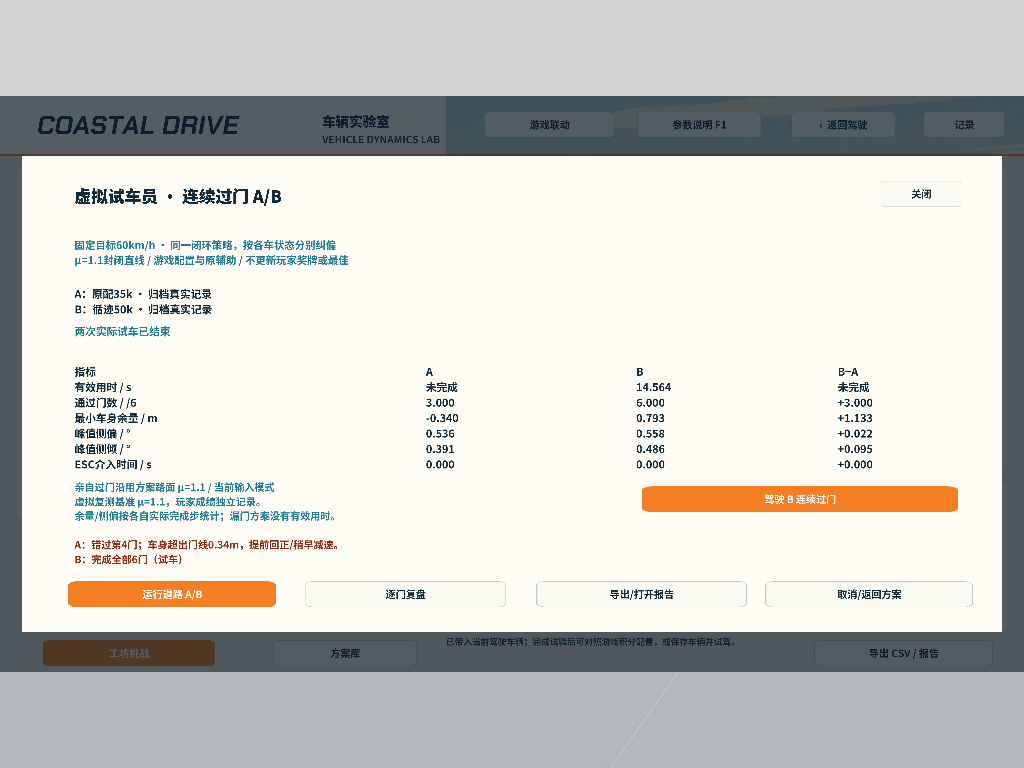 COASTAL DRIVE
车辆实验室
VEHICLE DYNAMICS LAB
游戏联动
参数说明 F1
‹ 返回驾驶
记录
虚拟试车员 · 连续过门 A/B
关闭
固定目标60km/h · 同一闭环策略，按各车状态分别纠偏
μ=1.1封闭直线 / 游戏配置与原辅助 / 不更新玩家奖牌或最佳
A：原配35k · 归档真实记录
B：循迹50k · 归档真实记录
两次实际试车已结束
指标 A B B−A
有效用时 / s 未完成 14.564 未完成
通过门数 / /6 3.000 6.000 +3.000
最小车身余量 / m -0.340 0.793 +1.133
峰值侧偏 / ° 0.536 0.558 +0.022
峰值侧倾 / ° 0.391 0.486 +0.095
ESC介入时间 / s 0.000 0.000 +0.000
亲自过门沿用方案路面 μ=1.1 / 当前输入模式
虚拟复测基准 μ=1.1，玩家成绩独立记录。
余量/侧偏按各自实际完成步统计；漏门方案没有有效用时。
驾驶 B 连续过门
A：错过第4门；车身超出门线0.34m，提前回正/稍早减速。
B：完成全部6门（试车）
运行道路 A/B
逐门复盘
导出/打开报告
取消/返回方案
已带入当前驾驶车辆；完成试验后可对照游戏积分配置，或保存车辆并试驾。
工坊挑战
方案库
导出 CSV / 报告